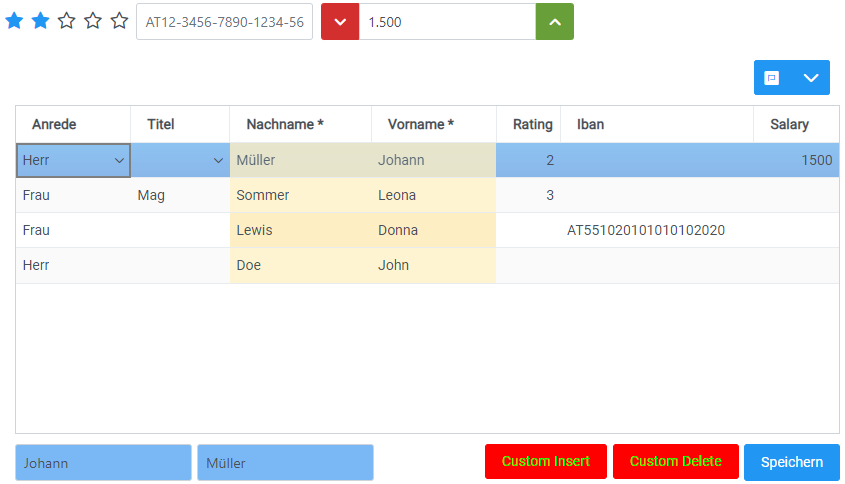 AT12-3456-7890-1234-56 1.500
Anrede Titel Nachname * Vorname * Rating Iban Salary
Herr Müller Johann 2 1500
Frau Mag Sommer Leona 3
Frau Lewis Donna AT551020101010102020
Herr Doe John
Johann Müller Custom Insert Custom Delete Speichern